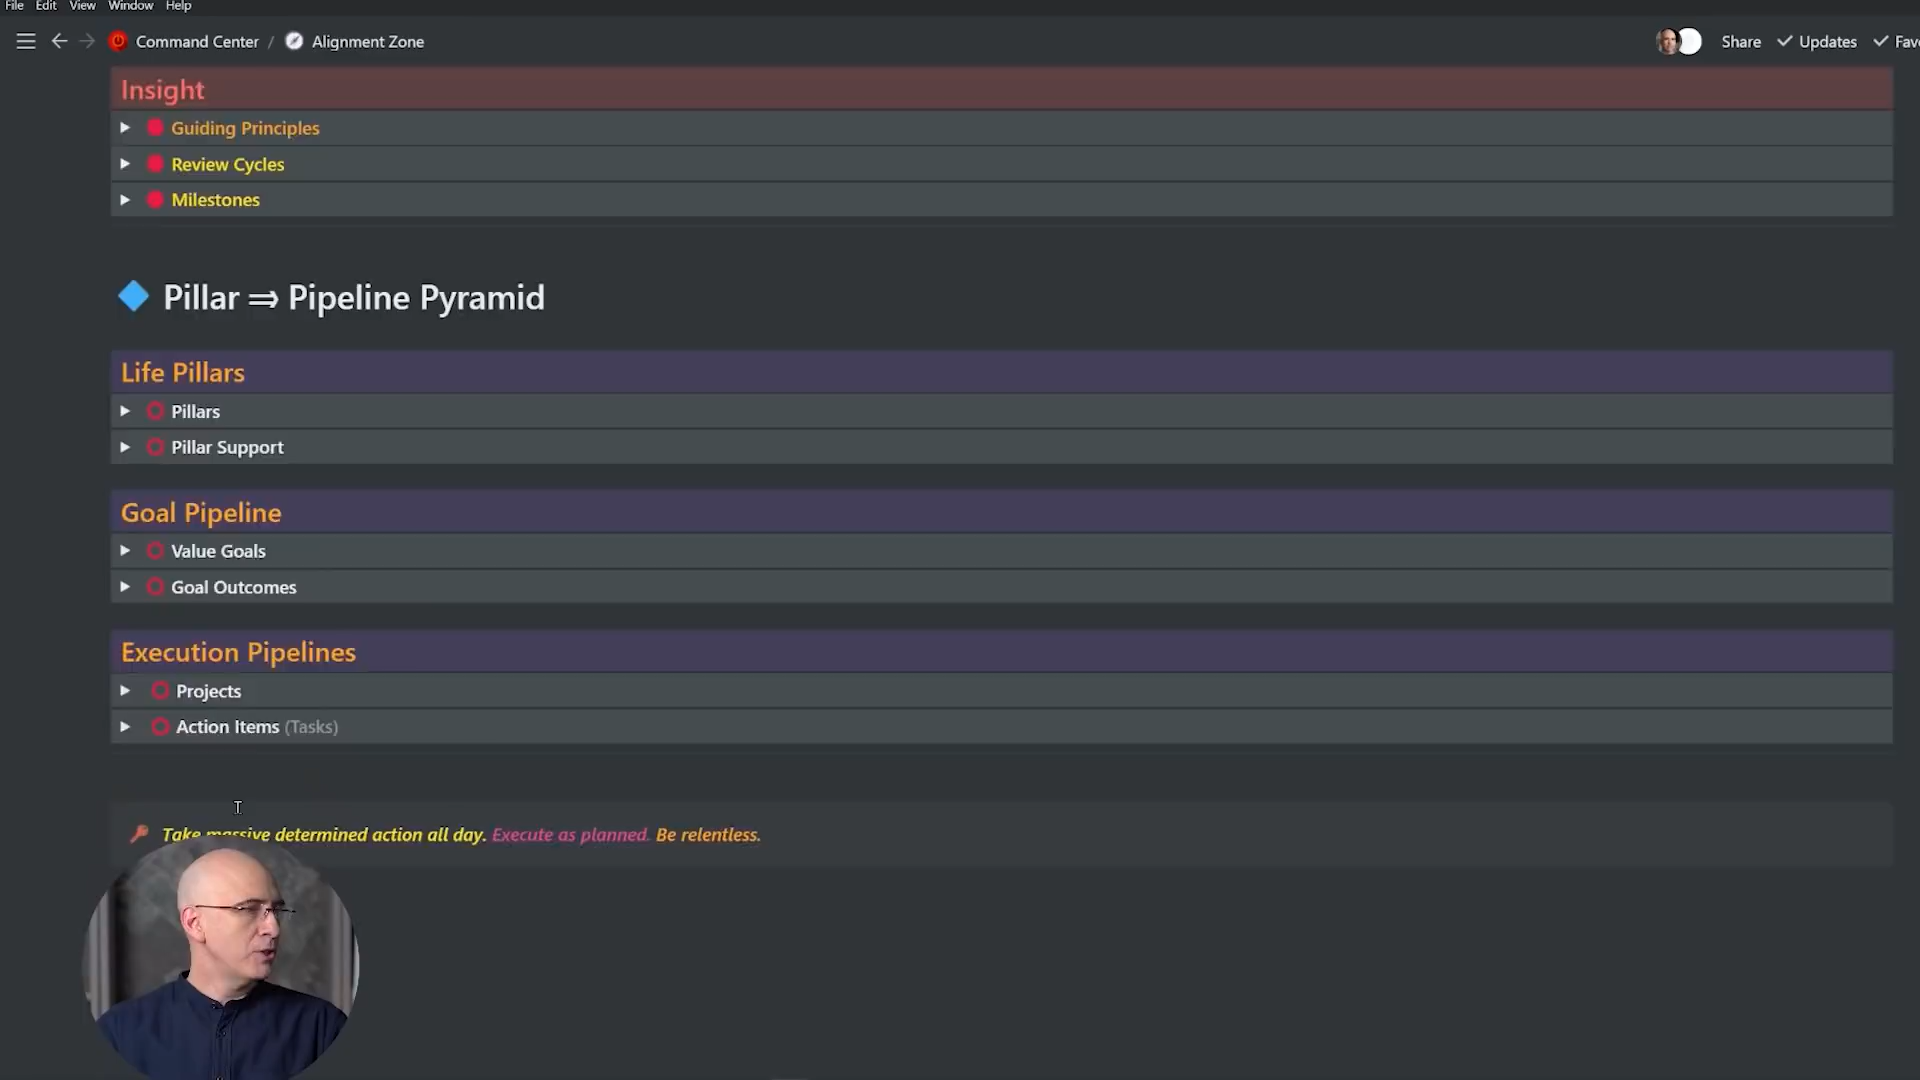 File Edit View Window Help
Command Center / Alignment Zone
Share Updates Fav
Insight
Guiding Principles
Review Cycles
Milestones
Pillar ⇒ Pipeline Pyramid
Life Pillars
Pillars
Pillar Support
Goal Pipeline
Value Goals
Goal Outcomes
Execution Pipelines
Projects
Action Items (Tasks)
Take massive determined action all day. Execute as planned. Be relentless.